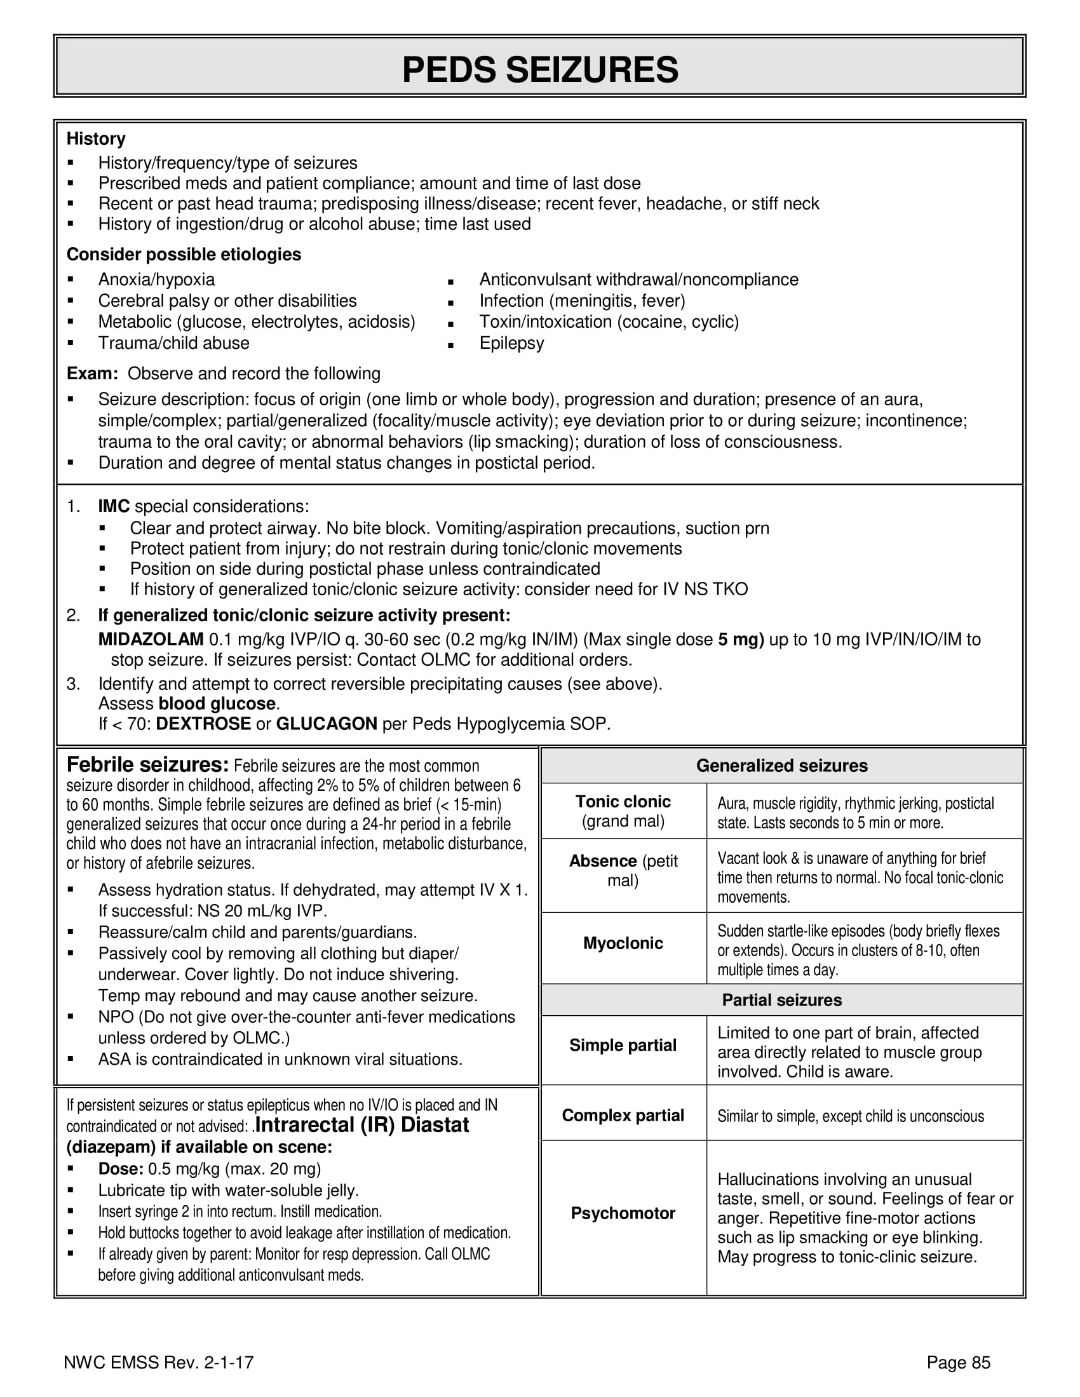 PEDS SEIZURES
History
▪ History/frequency/type of seizures
▪ Prescribed meds and patient compliance; amount and time of last dose
▪ Recent or past head trauma; predisposing illness/disease; recent fever, headache, or stiff neck
▪ History of ingestion/drug or alcohol abuse; time last used
Consider possible etiologies
▪ Anoxia/hypoxia
▪ Cerebral palsy or other disabilities
▪ Metabolic (glucose, electrolytes, acidosis)
▪ Trauma/child abuse
▪ Anticonvulsant withdrawal/noncompliance
▪ Infection (meningitis, fever)
▪ Toxin/intoxication (cocaine, cyclic)
▪ Epilepsy
Exam: Observe and record the following
▪ Seizure description: focus of origin (one limb or whole body), progression and duration; presence of an aura,
simple/complex; partial/generalized (focality/muscle activity); eye deviation prior to or during seizure; incontinence;
trauma to the oral cavity; or abnormal behaviors (lip smacking); duration of loss of consciousness.
▪ Duration and degree of mental status changes in postictal period.
1. IMC special considerations:
▪ Clear and protect airway. No bite block. Vomiting/aspiration precautions, suction prn
▪ Protect patient from injury; do not restrain during tonic/clonic movements
▪ Position on side during postictal phase unless contraindicated
▪ If history of generalized tonic/clonic seizure activity: consider need for IV NS TKO
2. If generalized tonic/clonic seizure activity present:
MIDAZOLAM 0.1 mg/kg IVP/IO q. 30-60 sec (0.2 mg/kg IN/IM) (Max single dose 5 mg) up to 10 mg IVP/IN/IO/IM to
stop seizure. If seizures persist: Contact OLMC for additional orders.
3. Identify and attempt to correct reversible precipitating causes (see above).
Assess blood glucose.
If < 70: DEXTROSE or GLUCAGON per Peds Hypoglycemia SOP.
Febrile seizures: Febrile seizures are the most common
seizure disorder in childhood, affecting 2% to 5% of children between 6
to 60 months. Simple febrile seizures are defined as brief (< 15-min)
generalized seizures that occur once during a 24-hr period in a febrile
child who does not have an intracranial infection, metabolic disturbance,
or history of afebrile seizures.
▪ Assess hydration status. If dehydrated, may attempt IV X 1.
If successful: NS 20 mL/kg IVP.
▪ Reassure/calm child and parents/guardians.
▪ Passively cool by removing all clothing but diaper/
underwear. Cover lightly. Do not induce shivering.
Temp may rebound and may cause another seizure.
▪ NPO (Do not give over-the-counter anti-fever medications
unless ordered by OLMC.)
▪ ASA is contraindicated in unknown viral situations.
If persistent seizures or status epilepticus when no IV/IO is placed and IN
contraindicated or not advised: .Intrarectal (IR) Diastat
(diazepam) if available on scene:
▪ Dose: 0.5 mg/kg (max. 20 mg)
▪ Lubricate tip with water-soluble jelly.
▪ Insert syringe 2 in into rectum. Instill medication.
▪ Hold buttocks together to avoid leakage after instillation of medication.
▪ If already given by parent: Monitor for resp depression. Call OLMC
before giving additional anticonvulsant meds.
Generalized seizures
Tonic clonic
(grand mal)
Aura, muscle rigidity, rhythmic jerking, postictal
state. Lasts seconds to 5 min or more.
Absence (petit
mal)
Vacant look & is unaware of anything for brief
time then returns to normal. No focal tonic-clonic
movements.
Myoclonic
Sudden startle-like episodes (body briefly flexes
or extends). Occurs in clusters of 8-10, often
multiple times a day.
Partial seizures
Simple partial
Limited to one part of brain, affected
area directly related to muscle group
involved. Child is aware.
Complex partial
Similar to simple, except child is unconscious
Psychomotor
Hallucinations involving an unusual
taste, smell, or sound. Feelings of fear or
anger. Repetitive fine-motor actions
such as lip smacking or eye blinking.
May progress to tonic-clinic seizure.
NWC EMSS Rev. 2-1-17
Page 85